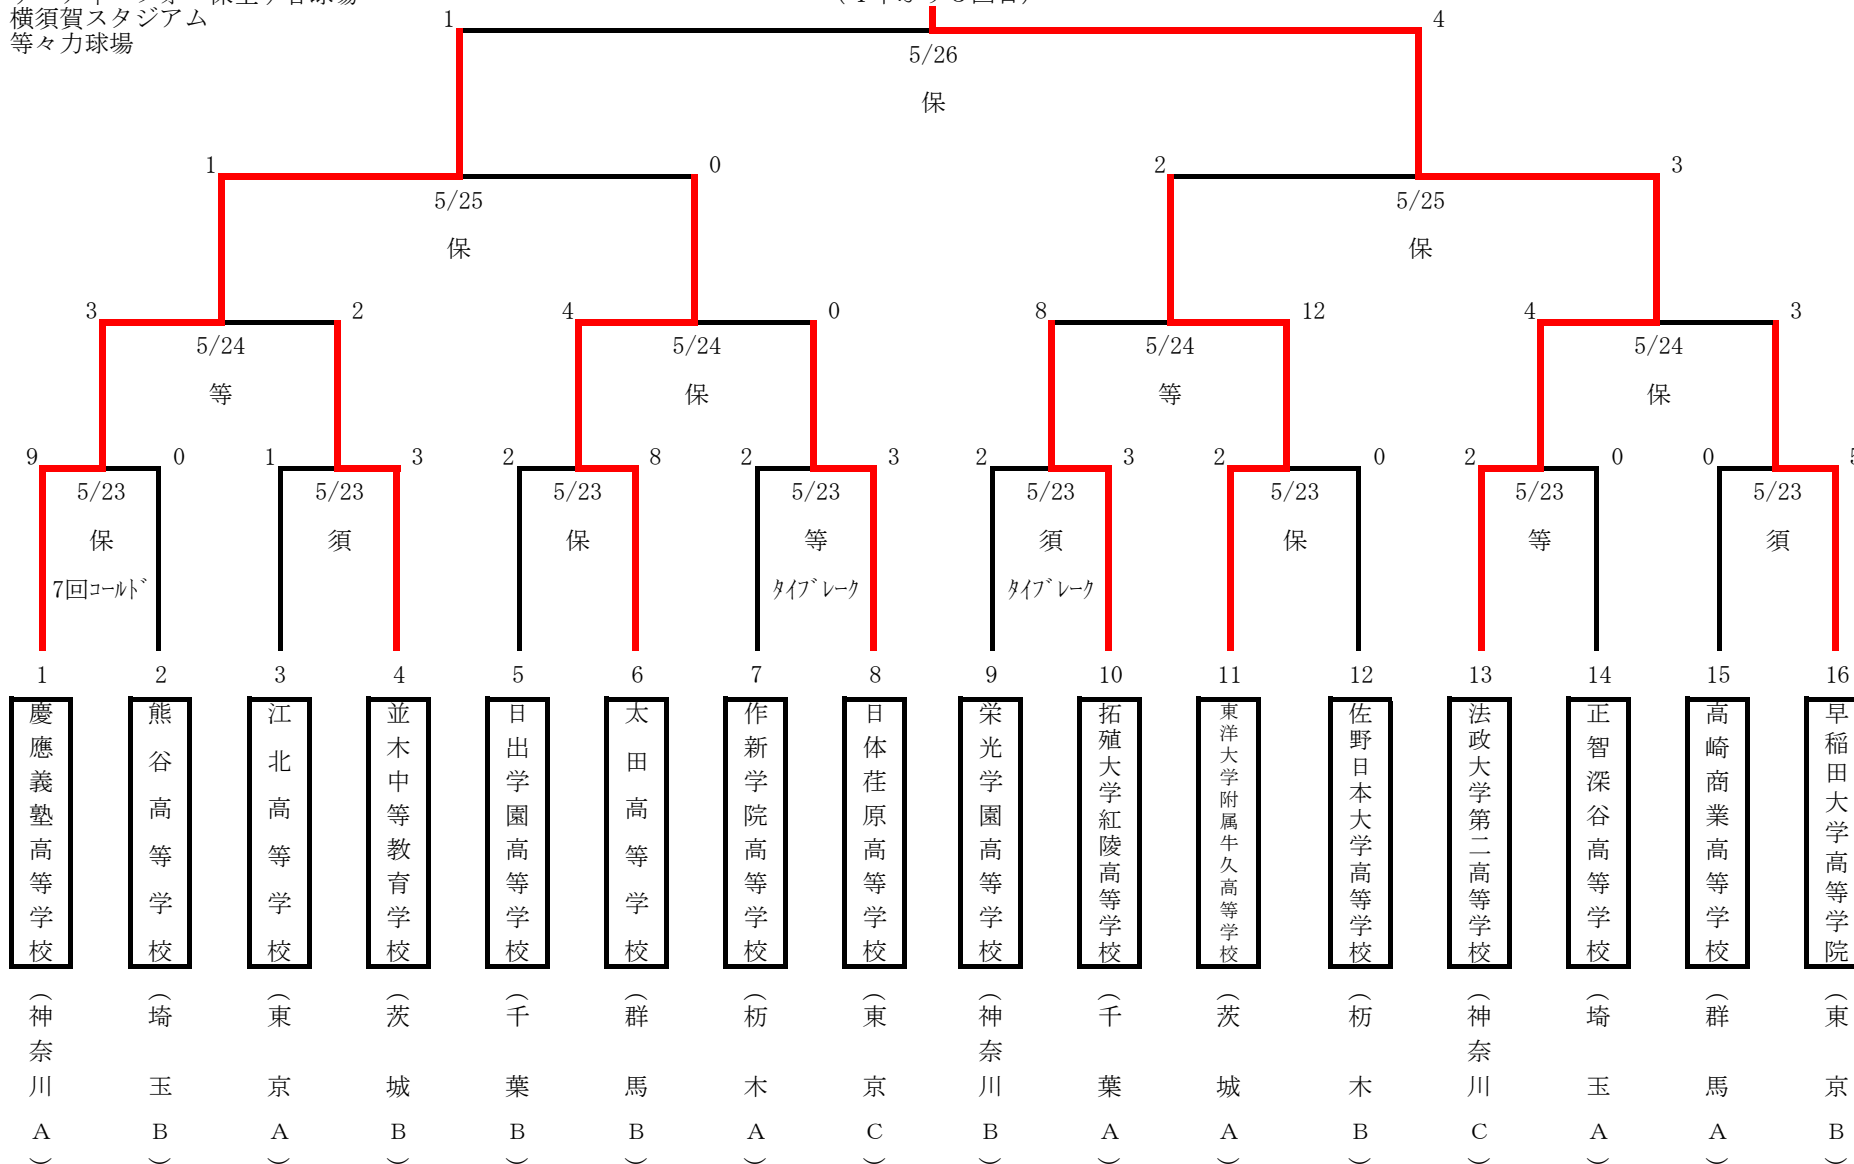 横須賀スタジアム
等々力球場
1 4
5/26
保
1 0 2 3
5/25 5/25
保 保
3 2 4 0 8 12 4 3
5/24 5/24 5/24 5/24
等 保 等 保
9 0 1 3 2 8 2 3 2 3 2 0 2 0 0 5
5/23 5/23 5/23 5/23 5/23 5/23 5/23 5/23
保 須 保 等 須 保 等 須
7回ｺｰﾙﾄﾞ ﾀｲﾌﾞﾚｰｸ ﾀｲﾌﾞﾚｰｸ
1 2 3 4 5 6 7 8 9 10 11 12 13 14 15 16
慶應義塾高等学校
熊谷高等学校
江北高等学校
並木中等教育学校
日出学園高等学校
太田高等学校
作新学院高等学校
日体荏原高等学校
栄光学園高等学校
拓殖大学紅陵高等学校
東洋大学附属牛久高等学校
佐野日本大学高等学校
法政大学第二高等学校
正智深谷高等学校
高崎商業高等学校
早稲田大学高等学院
（神奈川A）
（埼玉B）
（東京A）
（茨城B）
（千葉B）
（群馬B）
（栃木A）
（東京C）
（神奈川B）
（千葉A）
（茨城A）
（栃木B）
（神奈川C）
（埼玉A）
（群馬A）
（東京B）